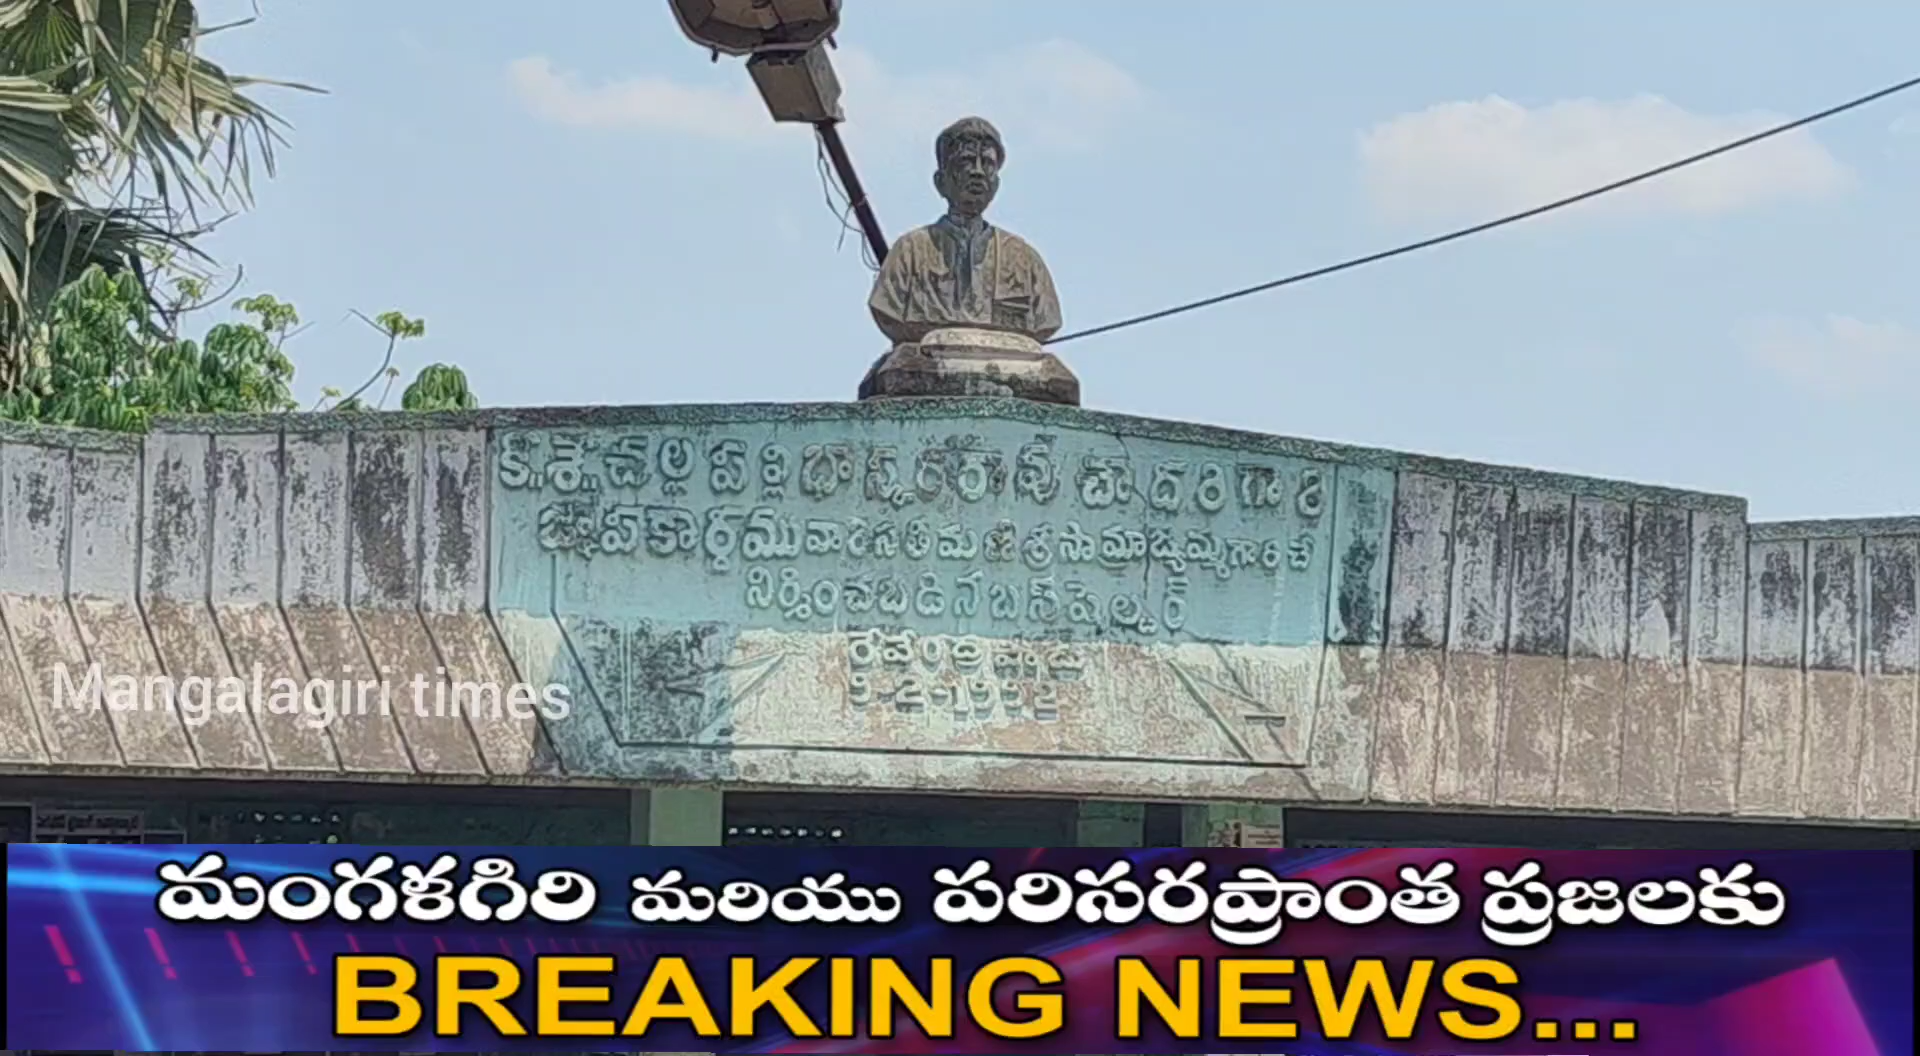 కీ.శే. చల్లపల్లి భాస్కరరావు చౌదరి గారి
జ్ఞాపకార్థము వారి సతీమణి శ్రీ సామ్రాజ్యమ్మ గారిచే
నిర్మించబడిన బస్ షెల్టర్
రేవేంద్రపాడు
Mangalagiri times
మంగళగిరి మరియు పరిసరప్రాంత ప్రజలకు
BREAKING NEWS...